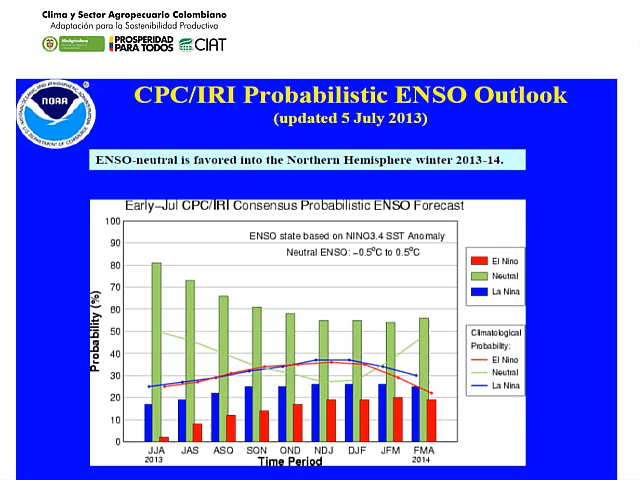 Clima y Sector Agropecuario Colombiano
Adaptación para la Sostenibilidad Productiva
MinAgricultura
PROSPERIDAD
PARA TODOS
CIAT
NOAA
CPC/IRI Probabilistic ENSO Outlook
(updated 5 July 2013)
ENSO-neutral is favored into the Northern Hemisphere winter 2013-14.
Early-Jul CPC/IRI Consensus Probabilistic ENSO Forecast
ENSO state based on NINO3.4 SST Anomaly
Neutral ENSO: -0.5°C to 0.5°C
Probability (%)
100
90
80
70
60
50
40
30
20
10
0
JJA JAS ASO SON OND NDJ DJF JFM FMA
2013 2014
Time Period
El Nino
Neutral
La Nina
Climatological
Probability:
El Nino
Neutral
La Nina